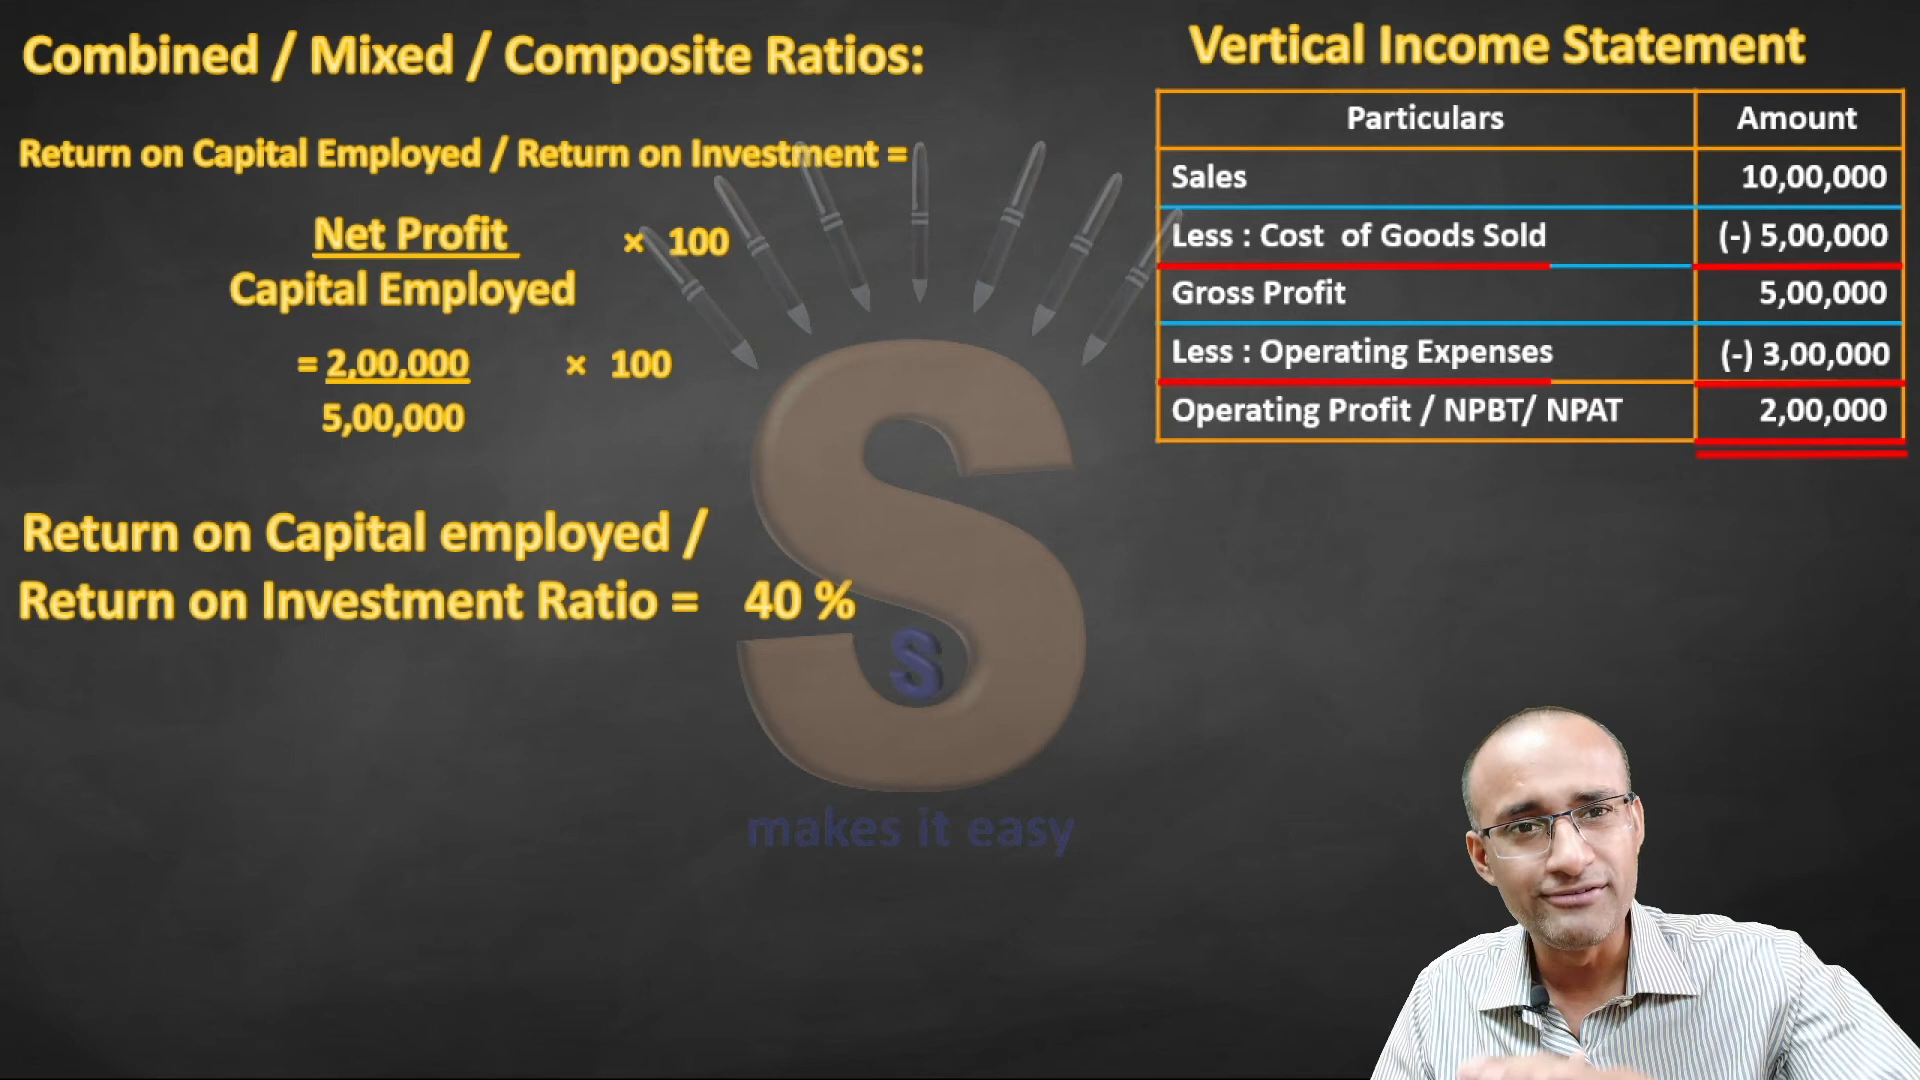 Combined / Mixed / Composite Ratios:
Return on Capital Employed / Return on Investment =
Net Profit × 100
Capital Employed
= 2,00,000 × 100
5,00,000
Return on Capital employed /
Return on Investment Ratio = 40 %
Vertical Income Statement
Particulars Amount
Sales 10,00,000
Less : Cost of Goods Sold (-) 5,00,000
Gross Profit 5,00,000
Less : Operating Expenses (-) 3,00,000
Operating Profit / NPBT/ NPAT 2,00,000
S
S
makes it easy